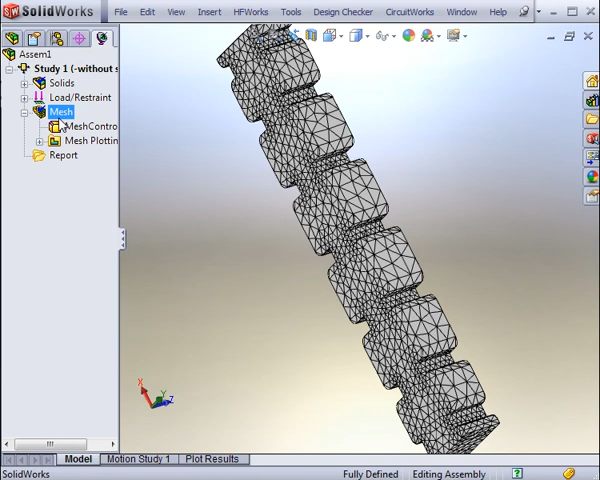 SW SolidWorks File Edit View Insert HFWorks Tools Design Checker CircuitWorks Window Help
Assem1
Study 1 (-without s
Solids
Load/Restraint
Mesh
MeshContro
Mesh Plottin
Report
X Y Z
Model Motion Study 1 Plot Results
SolidWorks Fully Defined Editing Assembly ?